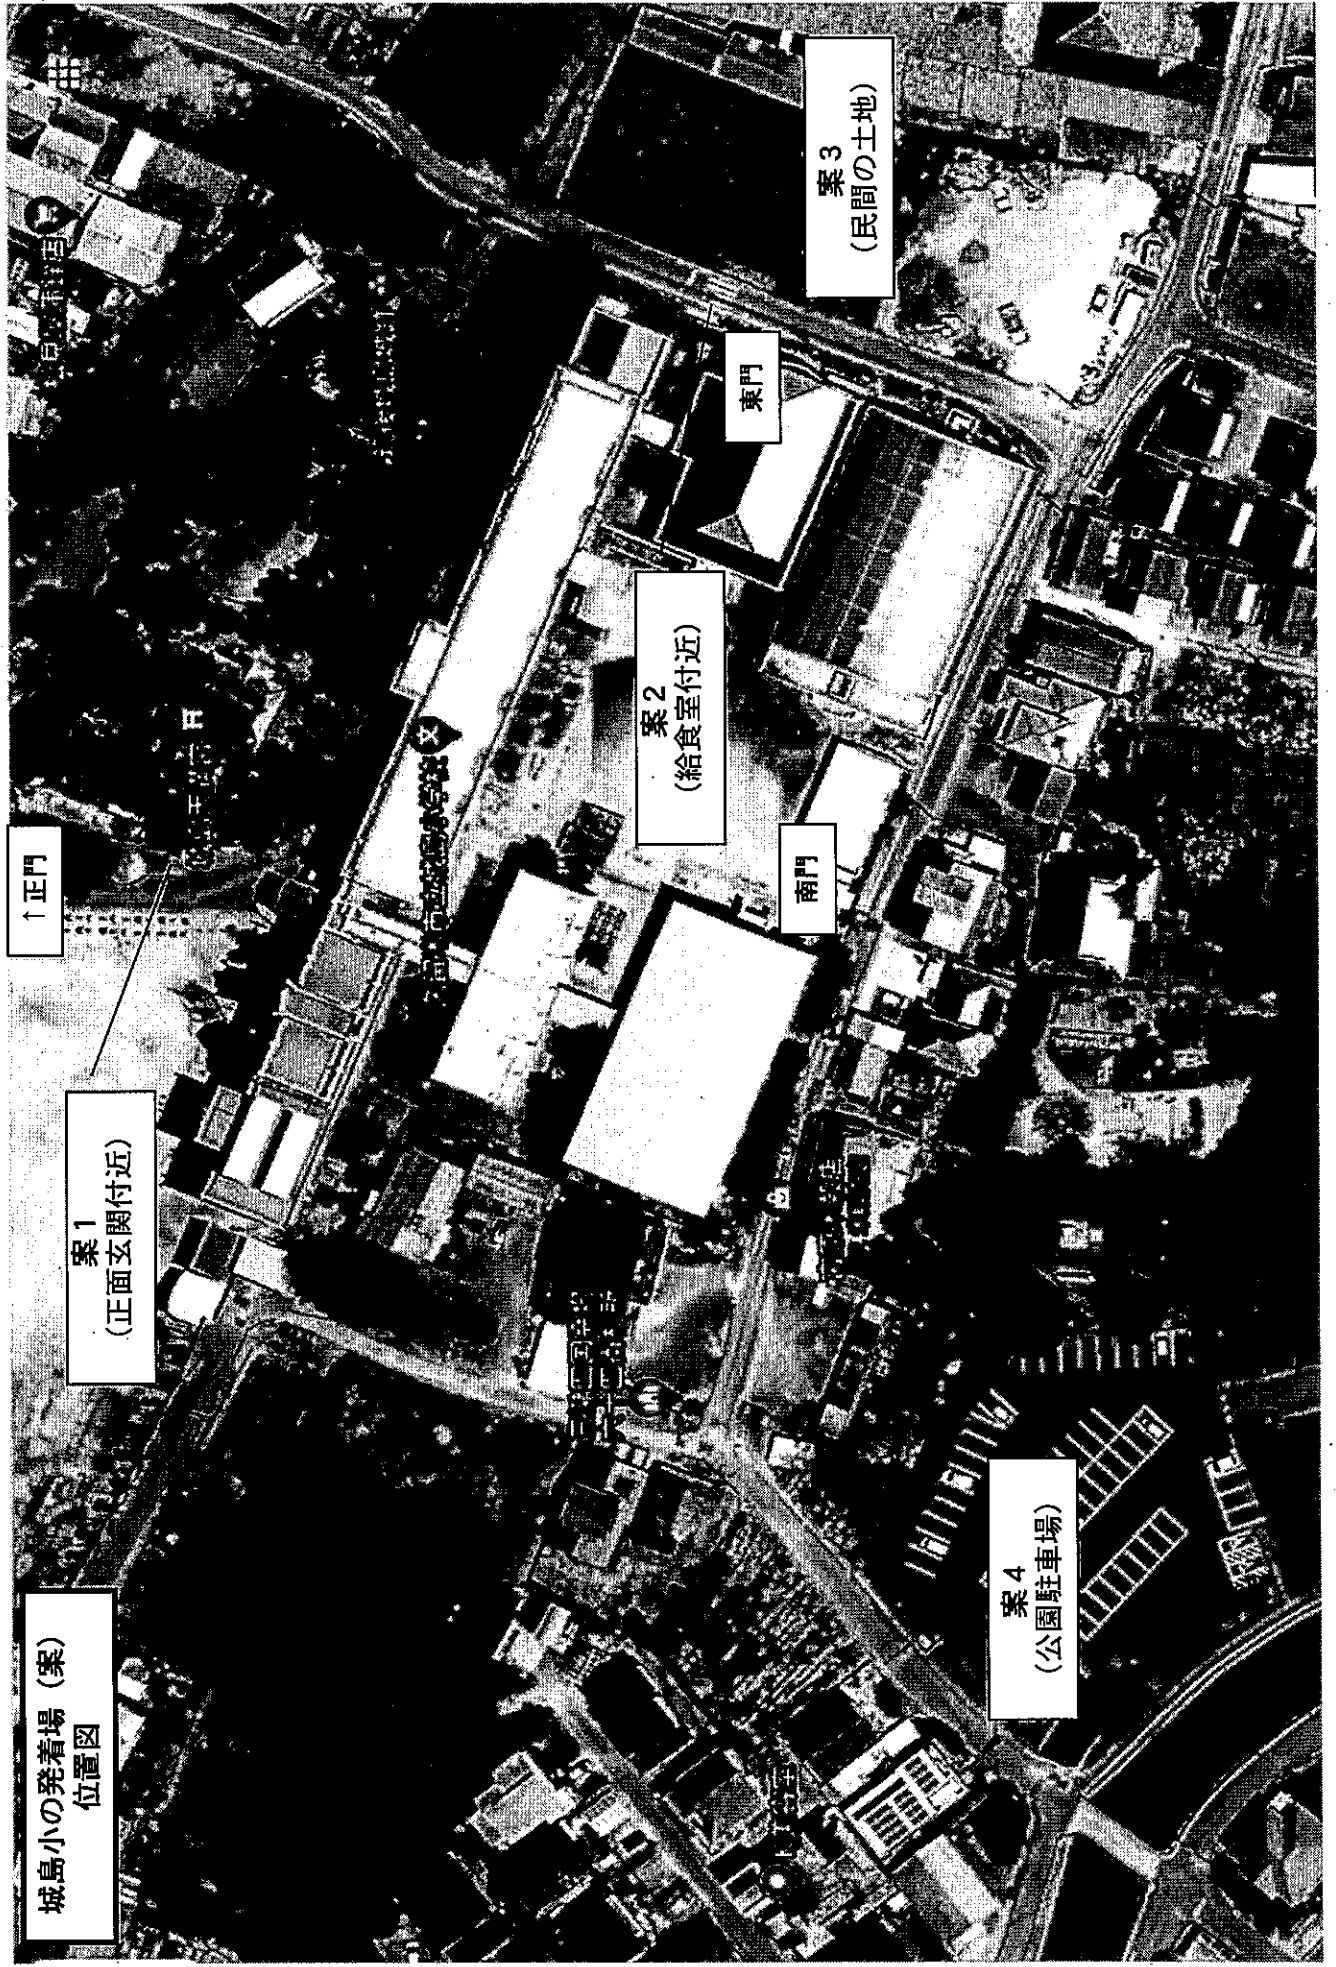 城島小の発着場（案）
位置図
案１
（正面玄関付近）
↑正門
案２
（給食室付近）
東門
南門
案３
（民間の土地）
案４
（公園駐車場）